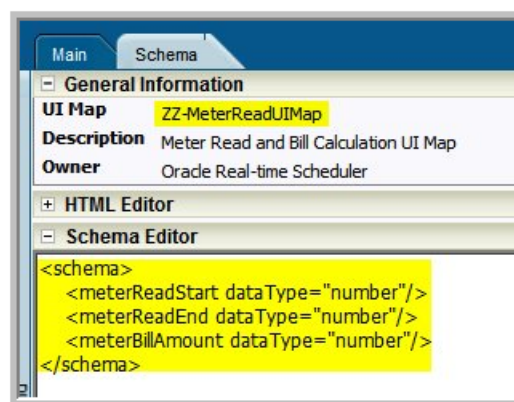 Main Schema
General Information
UI Map ZZ-MeterReadUIMap
Description Meter Read and Bill Calculation UI Map
Owner Oracle Real-time Scheduler
HTML Editor
Schema Editor
<schema>
<meterReadStart dataType="number"/>
<meterReadEnd dataType="number"/>
<meterBillAmount dataType="number"/>
</schema>